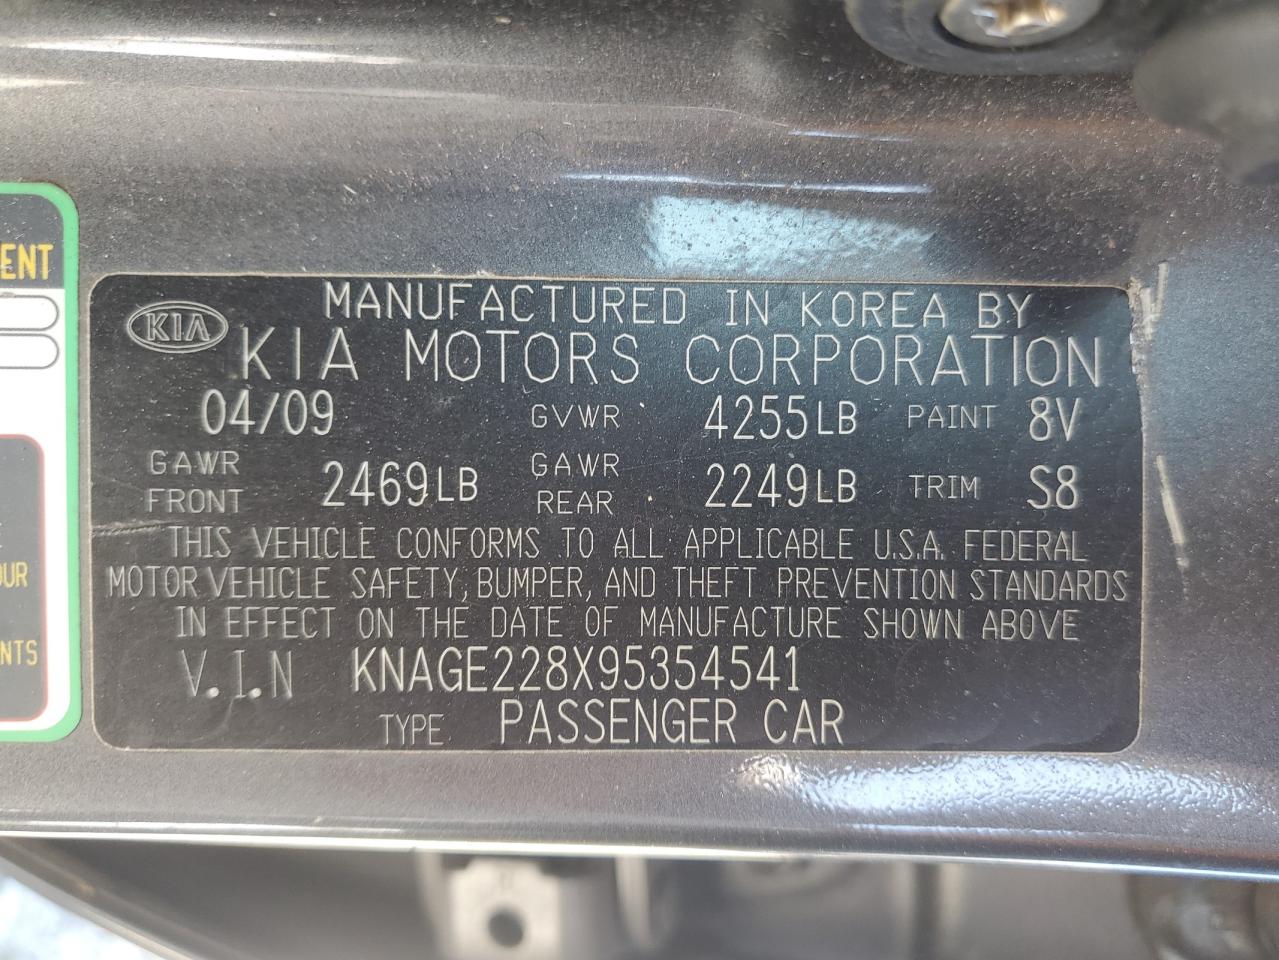 ENT
OUR
NTS
KIA
MANUFACTURED IN KOREA BY
KIA MOTORS CORPORATION
04/09 GVWR 4255LB PAINT 8V
GAWR FRONT 2469LB GAWR REAR 2249LB TRIM S8
THIS VEHICLE CONFORMS TO ALL APPLICABLE U.S.A. FEDERAL
MOTOR VEHICLE SAFETY, BUMPER, AND THEFT PREVENTION STANDARDS
IN EFFECT ON THE DATE OF MANUFACTURE SHOWN ABOVE
V.I.N KNAGE228X95354541
TYPE PASSENGER CAR